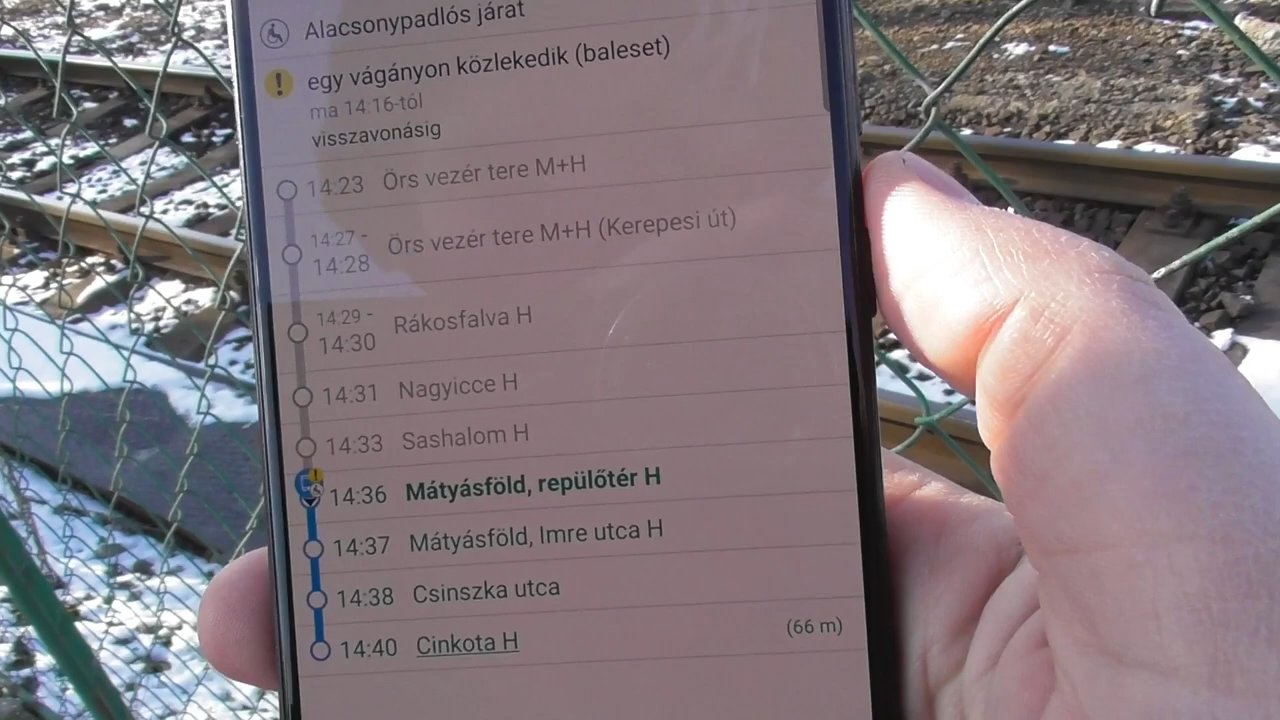 Alacsonypadlós járat
egy vágányon közlekedik (baleset)
ma 14:16-tól
visszavonásig
14:23 Örs vezér tere M+H
14:27 - 14:28 Örs vezér tere M+H (Kerepesi út)
14:29 - 14:30 Rákosfalva H
14:31 Nagyicce H
14:33 Sashalom H
14:36 Mátyásföld, repülőtér H
14:37 Mátyásföld, Imre utca H
14:38 Csinszka utca
14:40 Cinkota H (66 m)